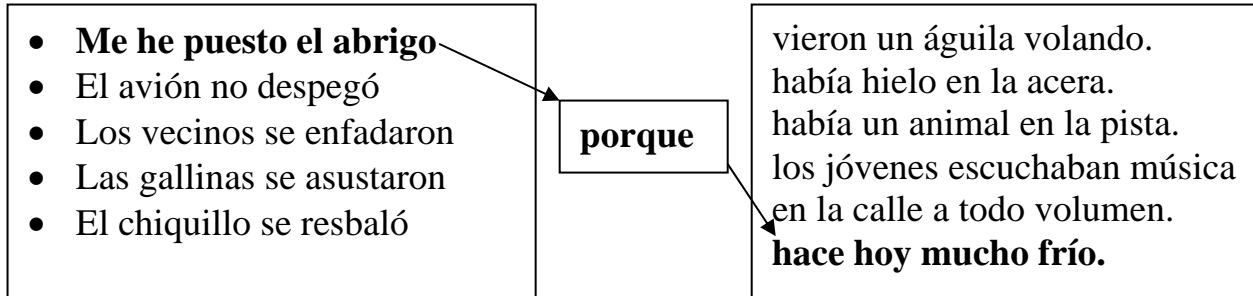 • Me he puesto el abrigo
• El avión no despegó
• Los vecinos se enfadaron
• Las gallinas se asustaron
• El chiquillo se resbaló
porque
vieron un águila volando.
había hielo en la acera.
había un animal en la pista.
los jóvenes escuchaban música
en la calle a todo volumen.
hace hoy mucho frío.